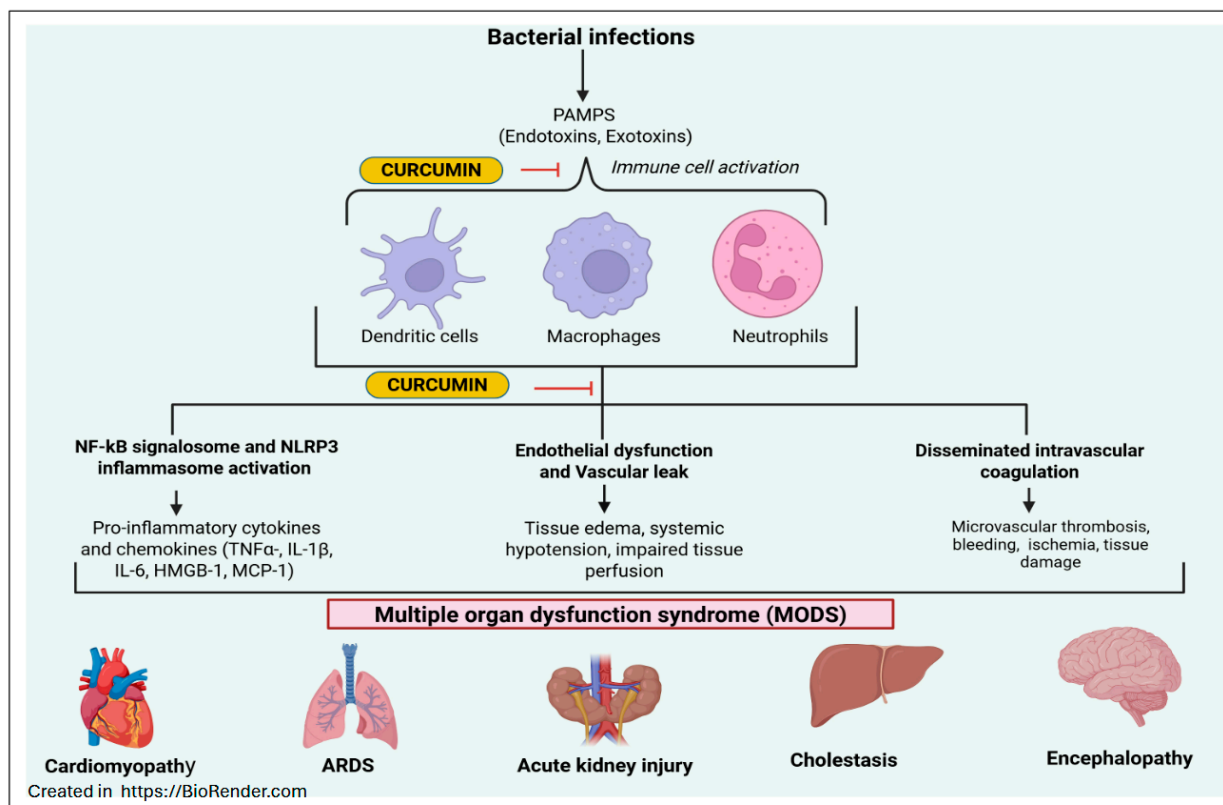 Bacterial infections
PAMPS
(Endotoxins, Exotoxins)
CURCUMIN
Immune cell activation
Dendritic cells
Macrophages
Neutrophils
CURCUMIN
NF-kB signalosome and NLRP3
inflammasome activation
Endothelial dysfunction
and Vascular leak
Disseminated intravascular
coagulation
Pro-inflammatory cytokines
and chemokines (TNFα-, IL-1β,
IL-6, HMGB-1, MCP-1)
Tissue edema, systemic
hypotension, impaired tissue
perfusion
Microvascular thrombosis,
bleeding, ischemia, tissue
damage
Multiple organ dysfunction syndrome (MODS)
Cardiomyopathy
ARDS
Acute kidney injury
Cholestasis
Encephalopathy
Created in https://BioRender.com